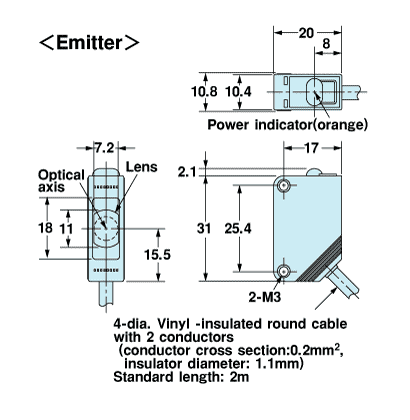 <Emitter>
20
8
10.8
10.4
Power indicator(orange)
7.2
Lens
Optical
axis
17
2.1
18
11
15.5
31
25.4
2-M3
4-dia. Vinyl -insulated round cable
with 2 conductors
(conductor cross section:0.2mm²,
insulator diameter: 1.1mm)
Standard length: 2m